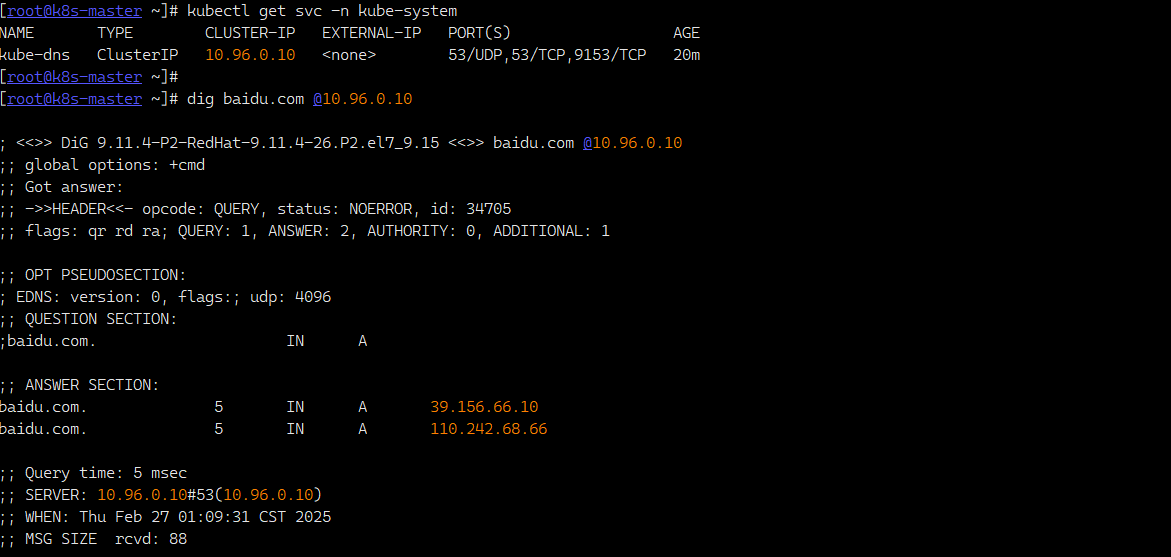 [root@k8s-master ~]# kubectl get svc -n kube-system
NAME       TYPE        CLUSTER-IP   EXTERNAL-IP   PORT(S)                  AGE
kube-dns   ClusterIP   10.96.0.10   <none>        53/UDP,53/TCP,9153/TCP   20m
[root@k8s-master ~]#
[root@k8s-master ~]# dig baidu.com @10.96.0.10
; <<>> DiG 9.11.4-P2-RedHat-9.11.4-26.P2.el7_9.15 <<>> baidu.com @10.96.0.10
;; global options: +cmd
;; Got answer:
;; ->>HEADER<<- opcode: QUERY, status: NOERROR, id: 34705
;; flags: qr rd ra; QUERY: 1, ANSWER: 2, AUTHORITY: 0, ADDITIONAL: 1
;; OPT PSEUDOSECTION:
; EDNS: version: 0, flags:; udp: 4096
;; QUESTION SECTION:
;baidu.com.                     IN      A
;; ANSWER SECTION:
baidu.com.              5       IN      A       39.156.66.10
baidu.com.              5       IN      A       110.242.68.66
;; Query time: 5 msec
;; SERVER: 10.96.0.10#53(10.96.0.10)
;; WHEN: Thu Feb 27 01:09:31 CST 2025
;; MSG SIZE  rcvd: 88